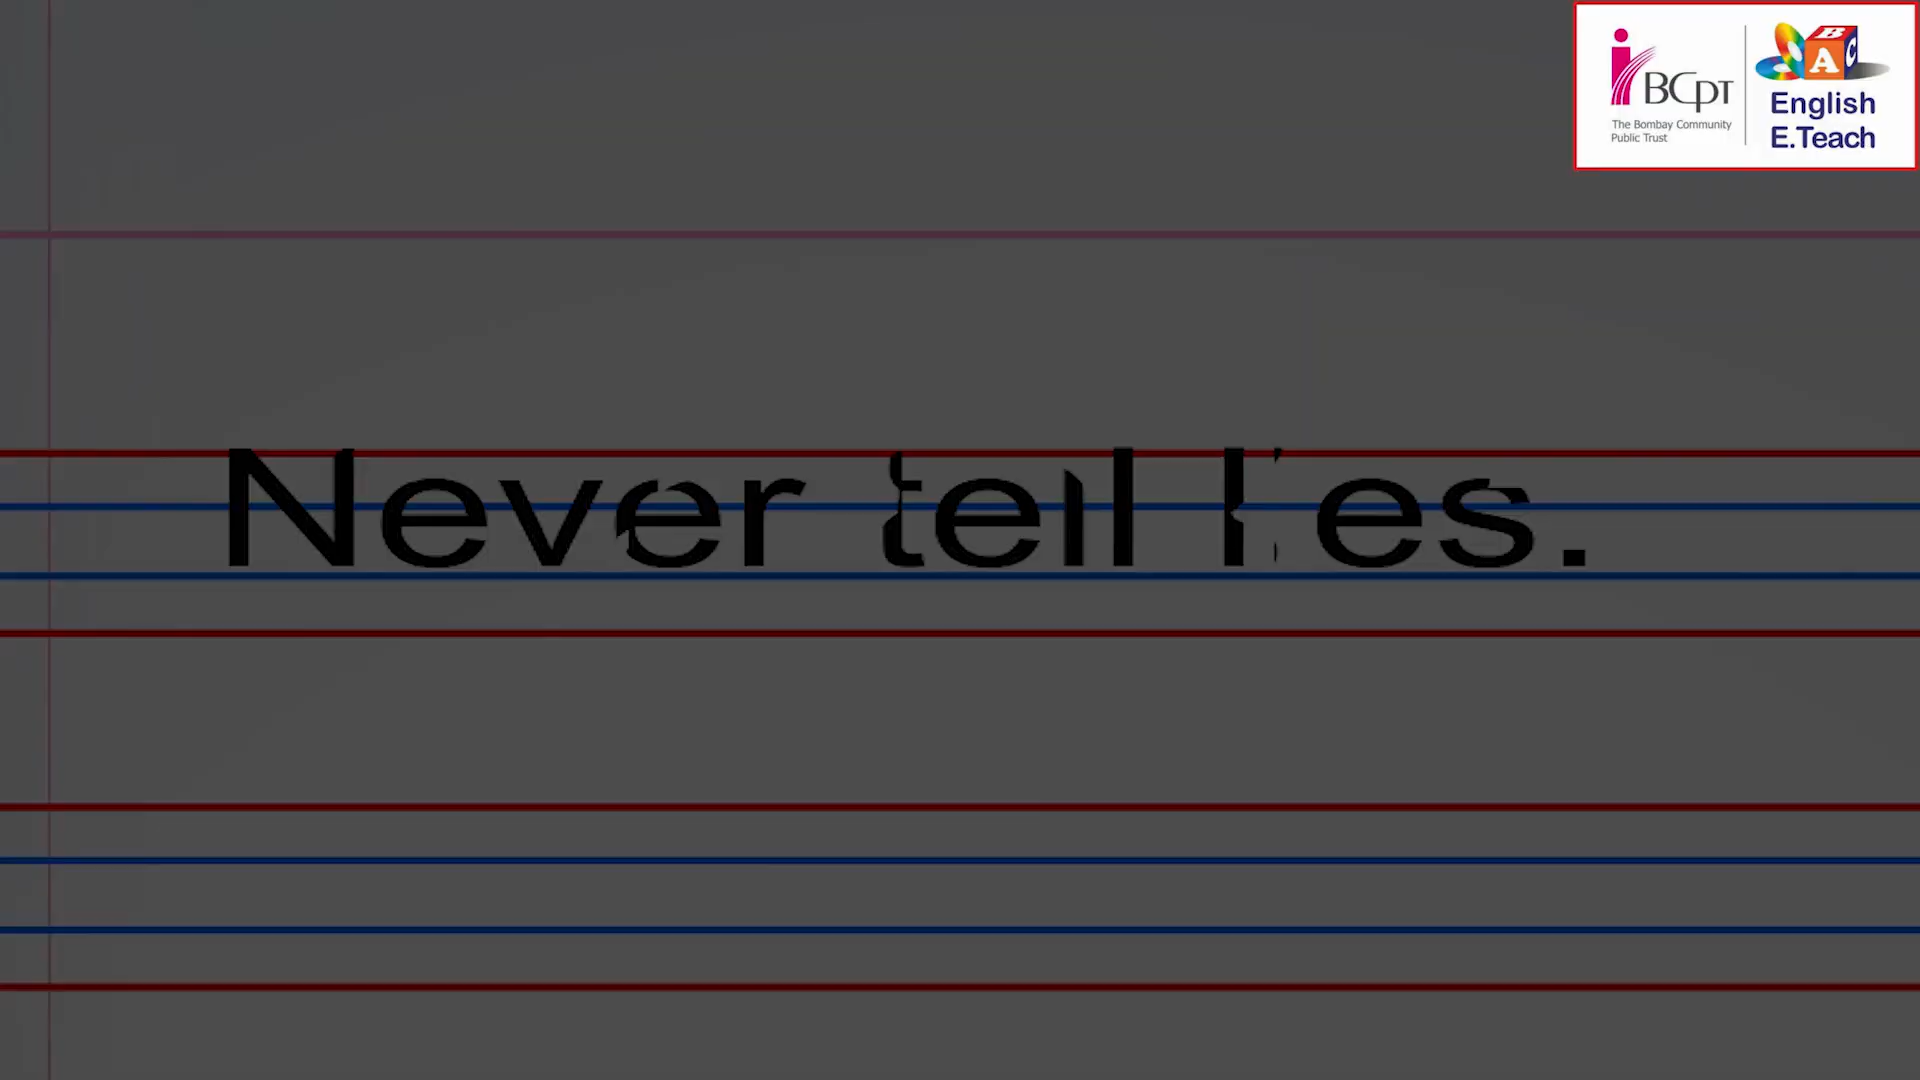 BCPT
The Bombay Community
Public Trust
B
A C
English
E.Teach
Never tell lies.